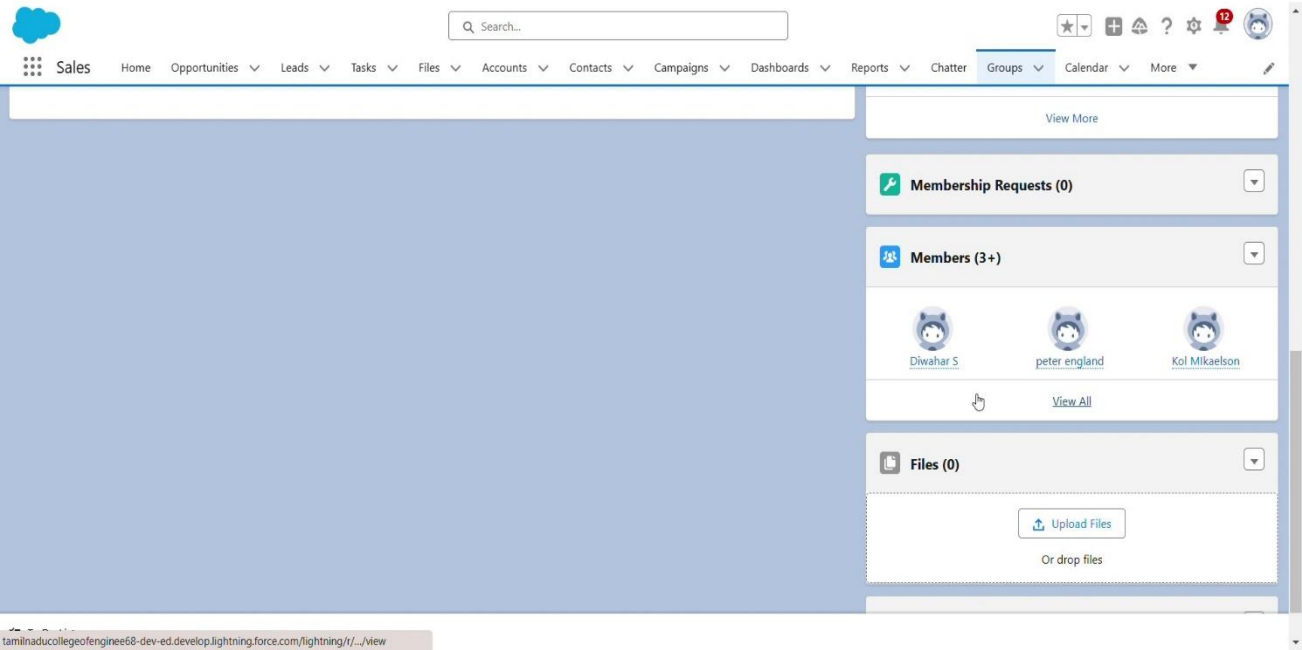 Search...
12
Sales Home Opportunities Leads Tasks Files Accounts Contacts Campaigns Dashboards Reports Chatter Groups Calendar More
View More
Membership Requests (0)
Members (3+)
Diwahar S peter england Kol MIkaelson
View All
Files (0)
Upload Files
Or drop files
tamilnaducollegeofenginee68-dev-ed.develop.lightning.force.com/lightning/r/.../view